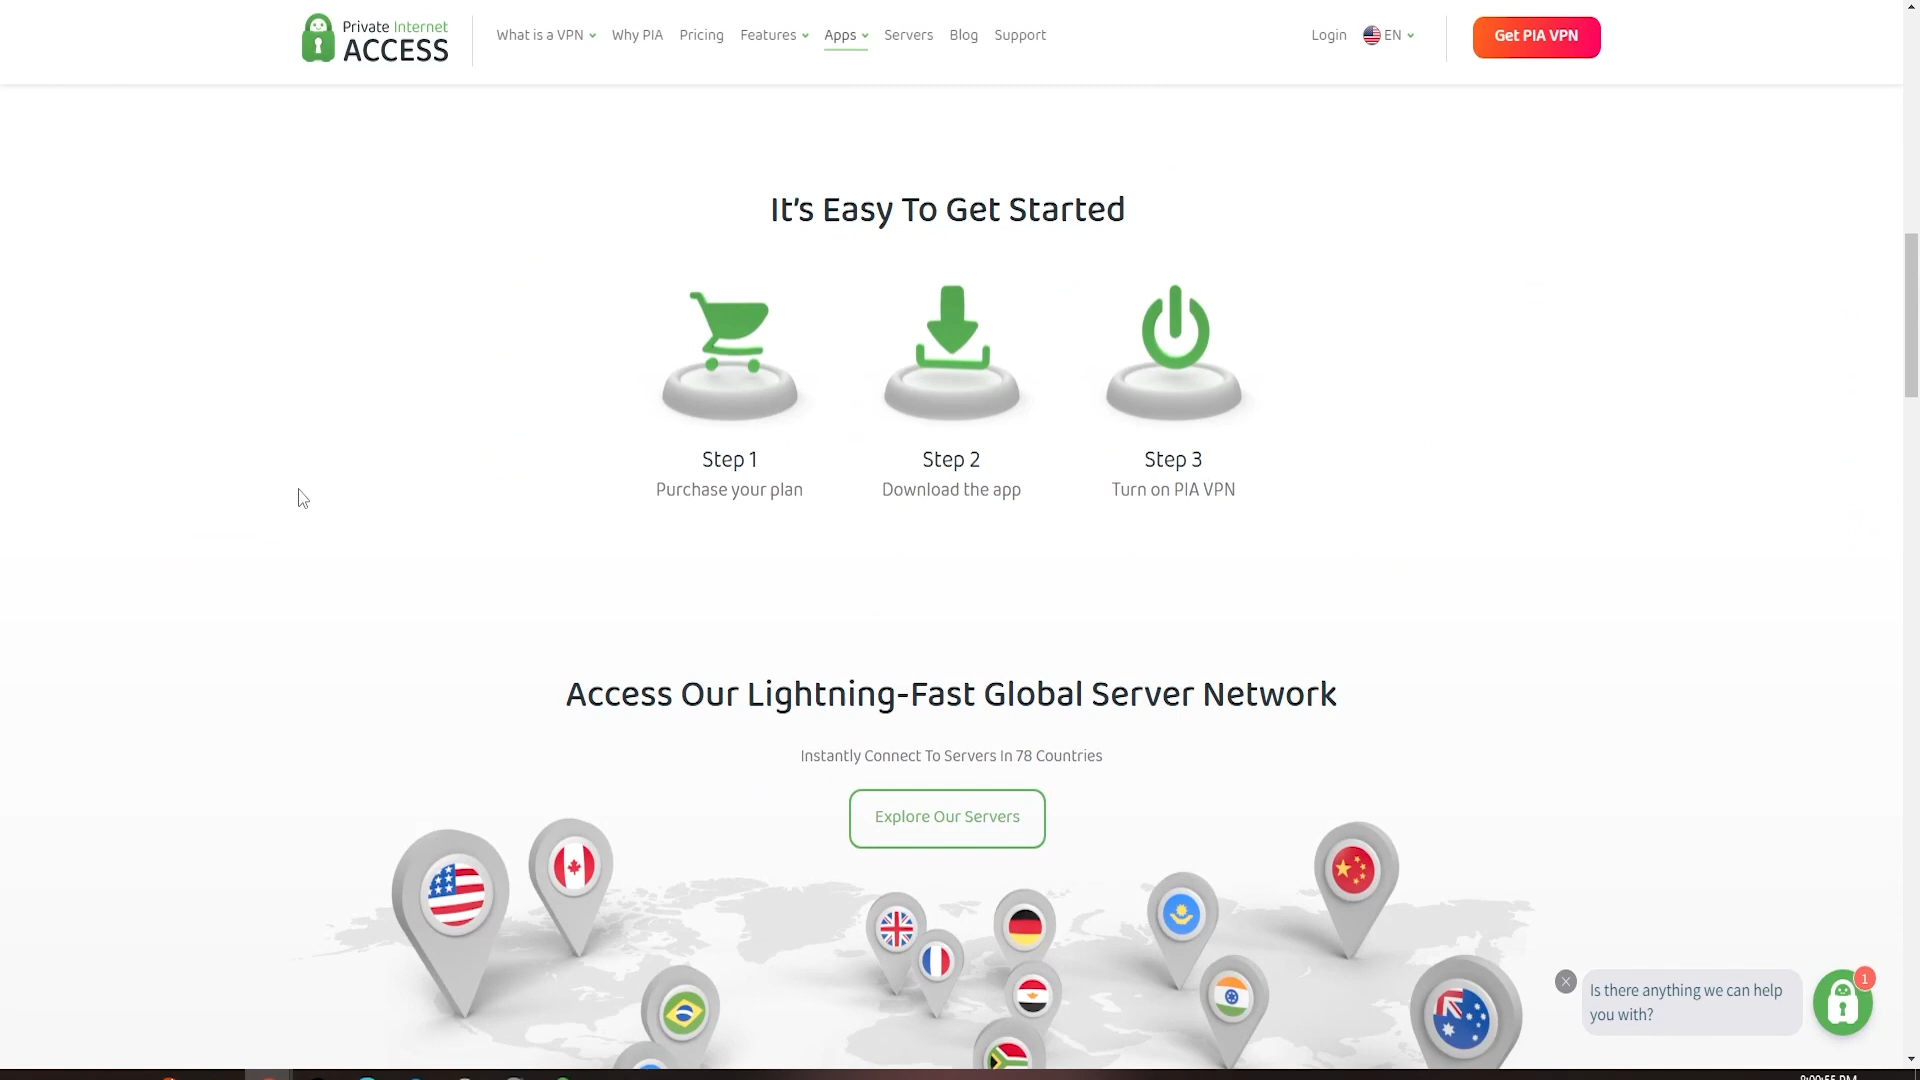 Private Internet
ACCESS
What is a VPN
Why PIA
Pricing
Features
Apps
Servers
Blog
Support
Login
EN
Get PIA VPN
It's Easy To Get Started
Step 1
Purchase your plan
Step 2
Download the app
Step 3
Turn on PIA VPN
Access Our Lightning-Fast Global Server Network
Instantly Connect To Servers In 78 Countries
Explore Our Servers
Is there anything we can help
you with?
1